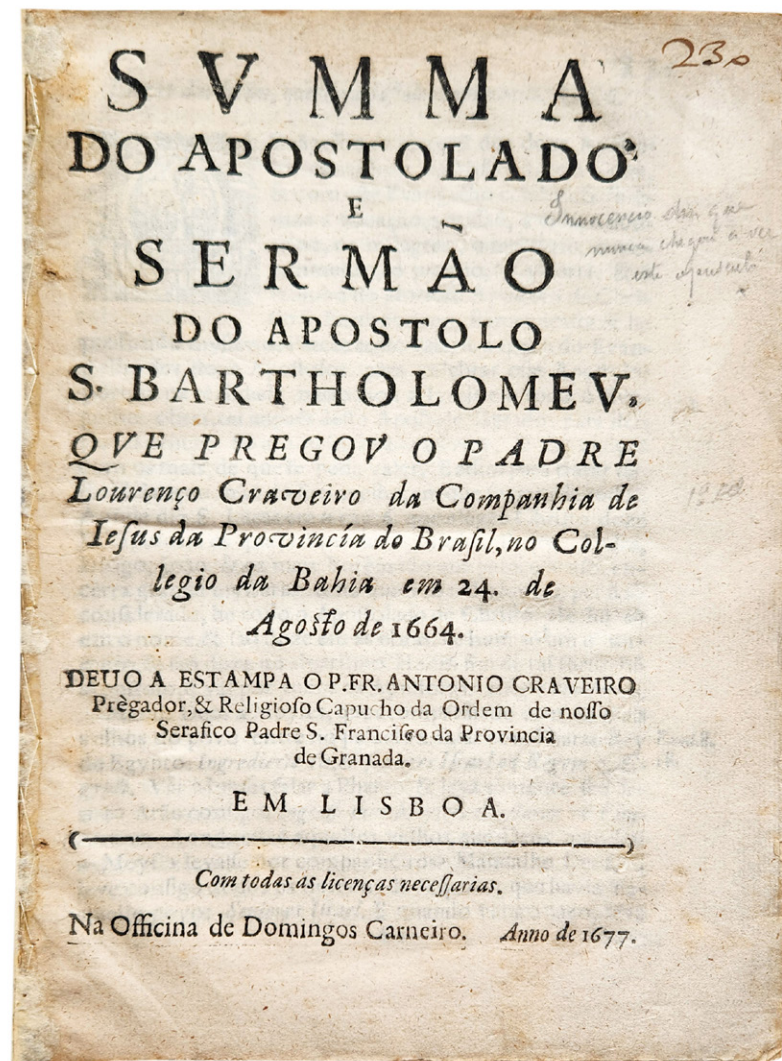 23
SVMMA
DO APOSTOLADO
E
SERMÃO
DO APOSTOLO
S. BARTHOLOMEV.
QVE PREGOV O PADRE
Lourenço Craveiro da Companhia de
Ieſus da Provincía do Braſil, no Col-
legio da Bahia em 24. de
Agoſto de 1664.
DEUO A ESTAMPA O P. FR. ANTONIO CRAVEIRO
Prègador, & Religioſo Capucho da Ordem de noſſo
Serafico Padre S. Franciſco da Provincia
de Granada.
EM LISBOA.
Com todas as licenças neceſſarias.
Na Officina de Domingos Carneiro. Anno de 1677.
Innocencio diz que
nunca chegou a ver
este opusculo